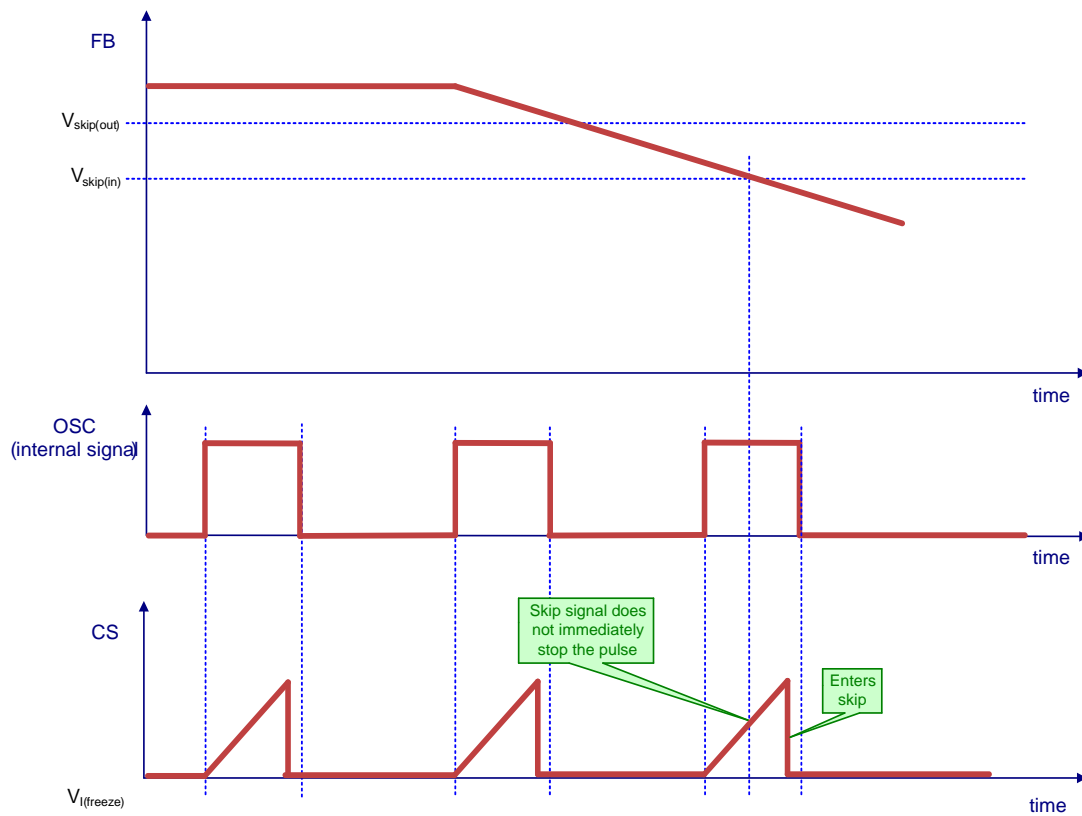 FB
Vskip(out)
Vskip(in)
time
OSC
(internal signal)
time
CS
Skip signal does
not immediately
stop the pulse
Enters
skip
VI(freeze)
time